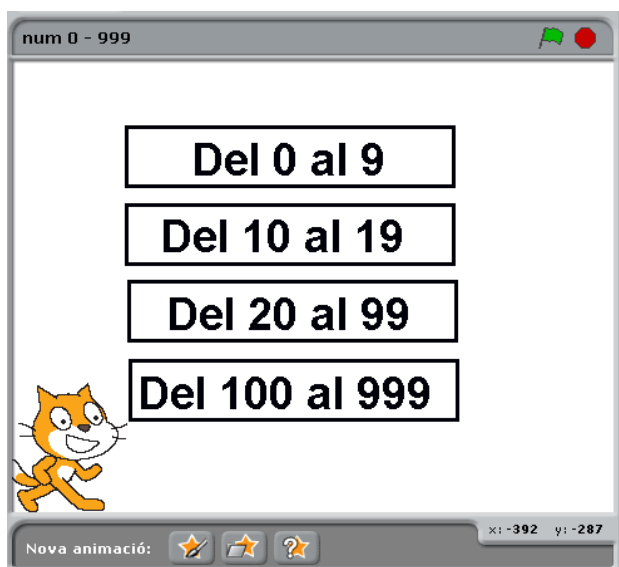 num 0 - 999
Del 0 al 9
Del 10 al 19
Del 20 al 99
Del 100 al 999
x: -392 y: -287
Nova animació: